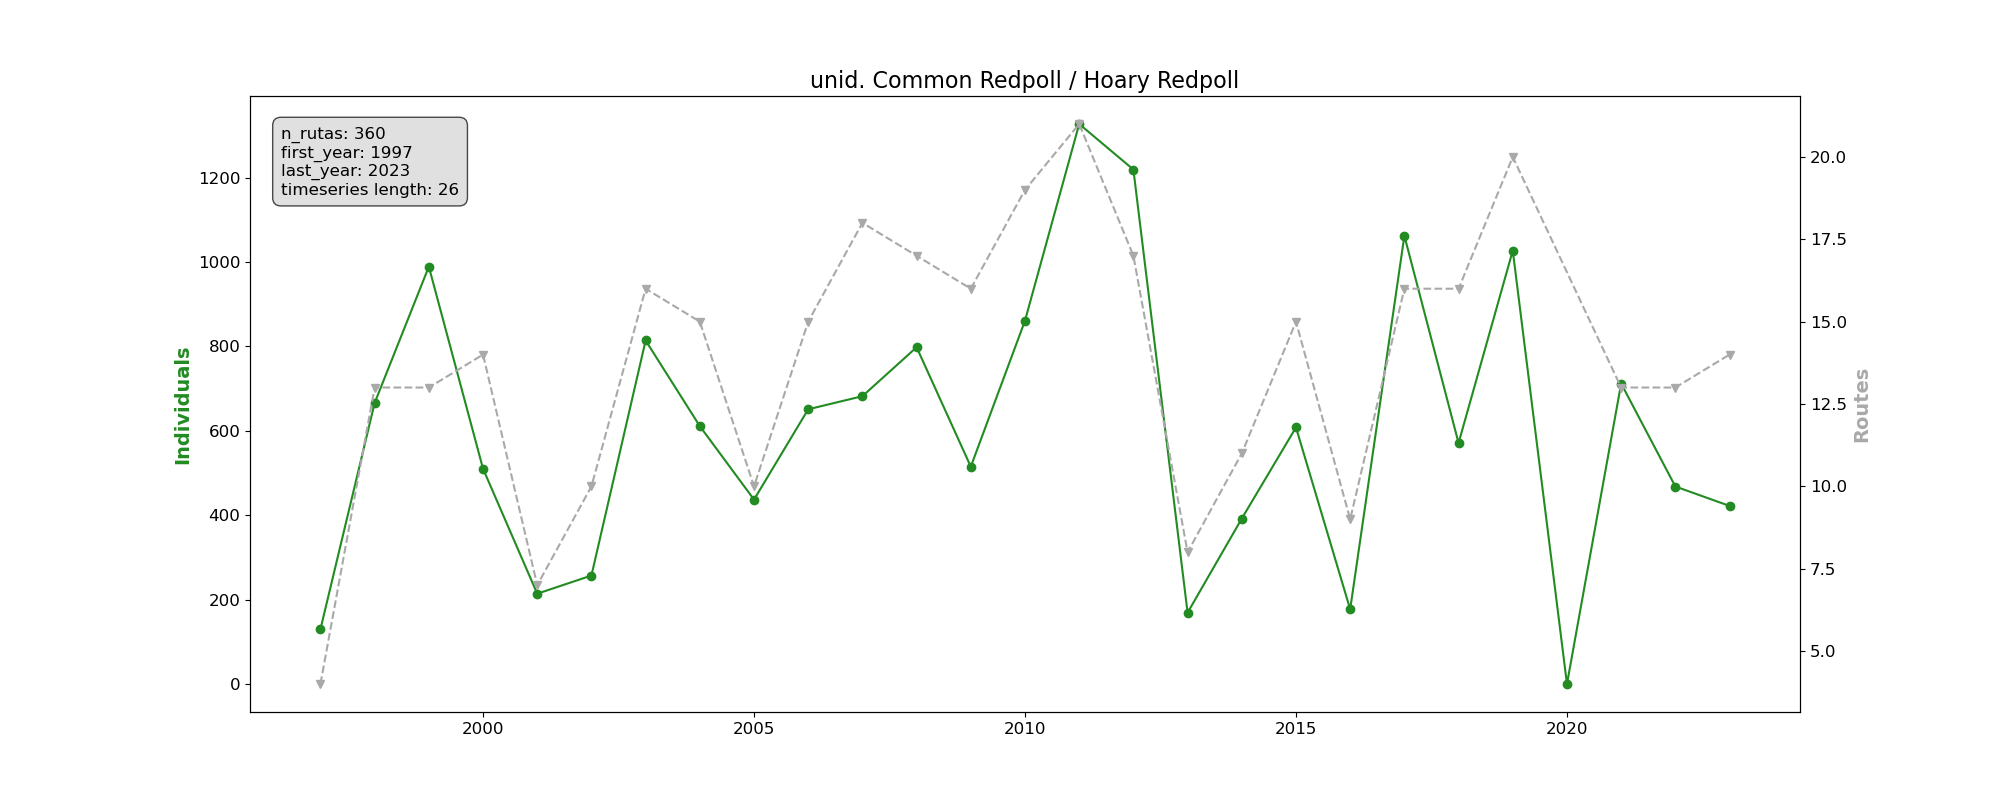 unid. Common Redpoll / Hoary Redpoll
n_rutas: 360
first_year: 1997
last_year: 2023
timeseries length: 26
Individuals
1200
1000
800
600
400
200
0
20.0
17.5
15.0
12.5
10.0
7.5
5.0
Routes
2000 2005 2010 2015 2020